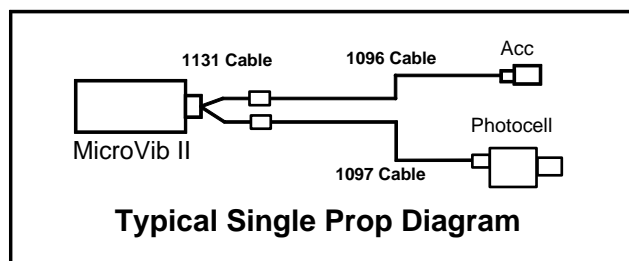 Acc
1131 Cable
1096 Cable
Photocell
MicroVib II
1097 Cable
Typical Single Prop Diagram